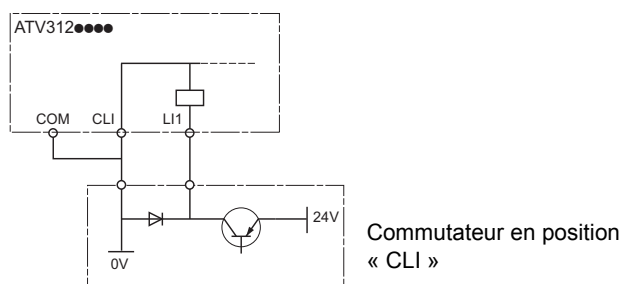 ATV312●●●●
COM CLI LI1
24V
0V
Commutateur en position
« CLI »